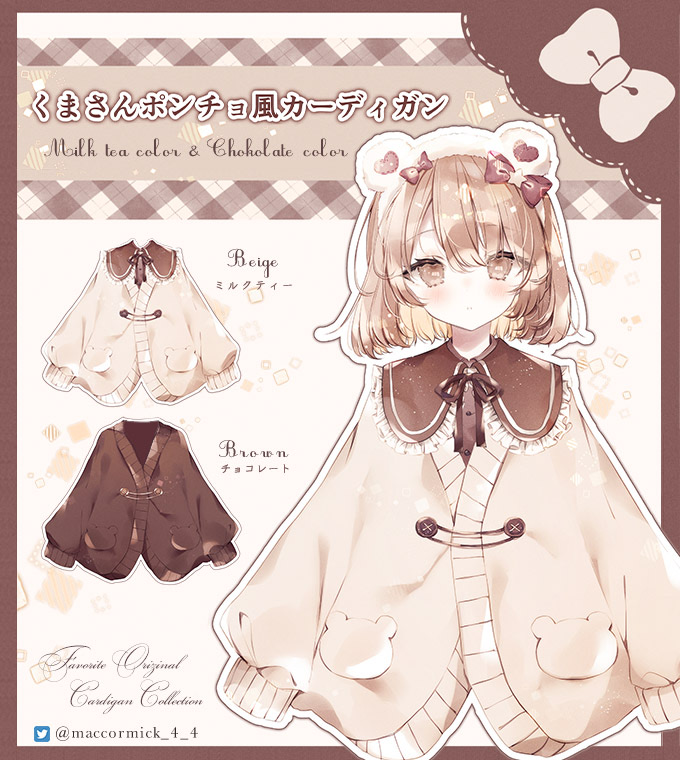 くまさんポンチョ風カーディガン
Milk tea color & Chokolate color
Beige
ミルクティー
Brown
チョコレート
Favorite Orizinal
Cardigan Collection
@maccormick_4_4